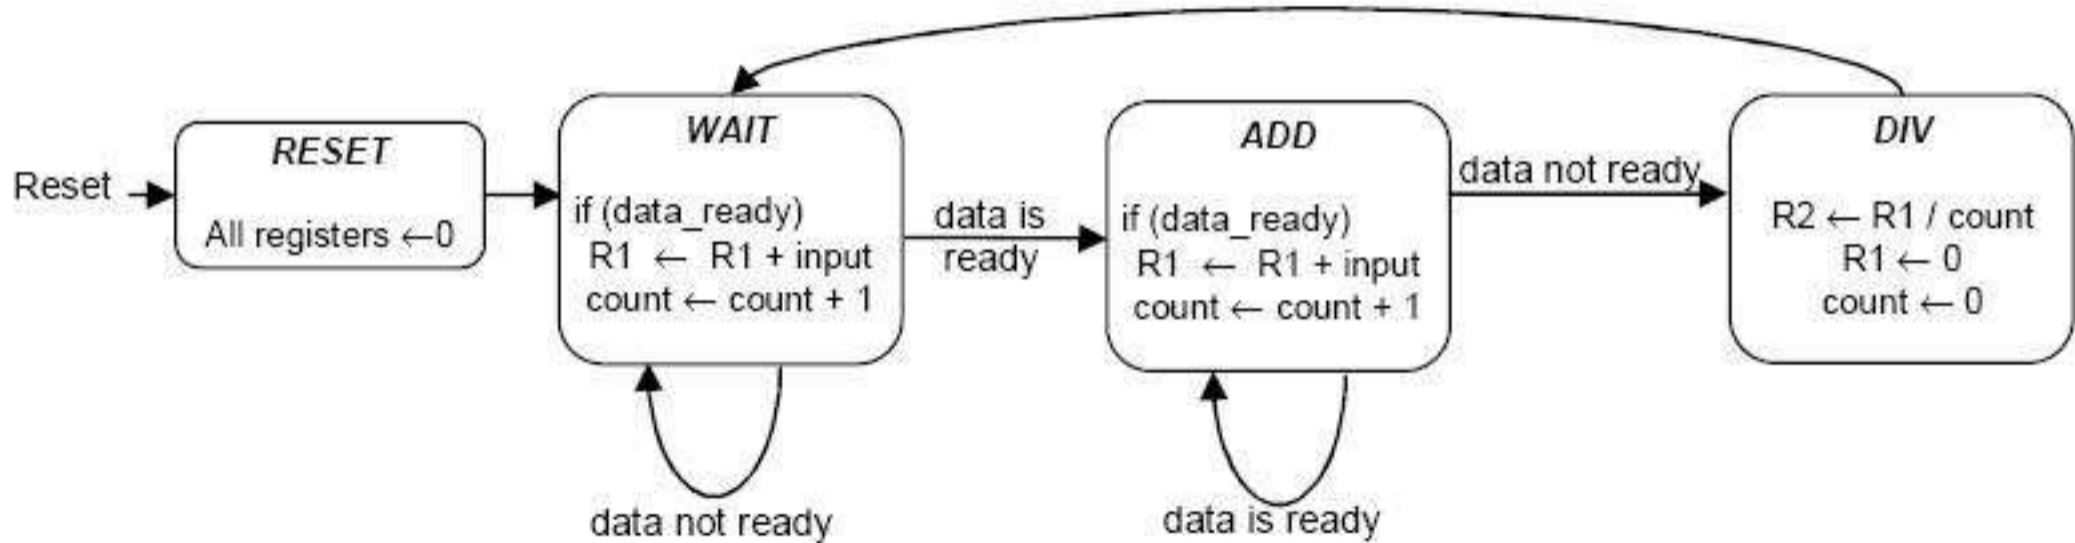 Reset
RESET
All registers ←0
WAIT
if (data_ready)
R1 ← R1 + input
count ← count + 1
data not ready
data is
ready
ADD
if (data_ready)
R1 ← R1 + input
count ← count + 1
data is ready
data not ready
DIV
R2 ← R1 / count
R1 ← 0
count ← 0